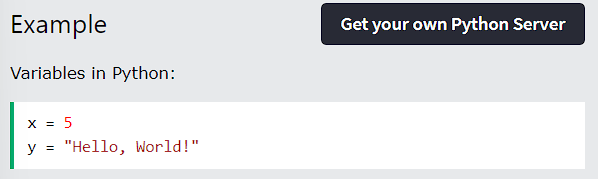 Example
Get your own Python Server
Variables in Python:
x = 5
y = "Hello, World!"